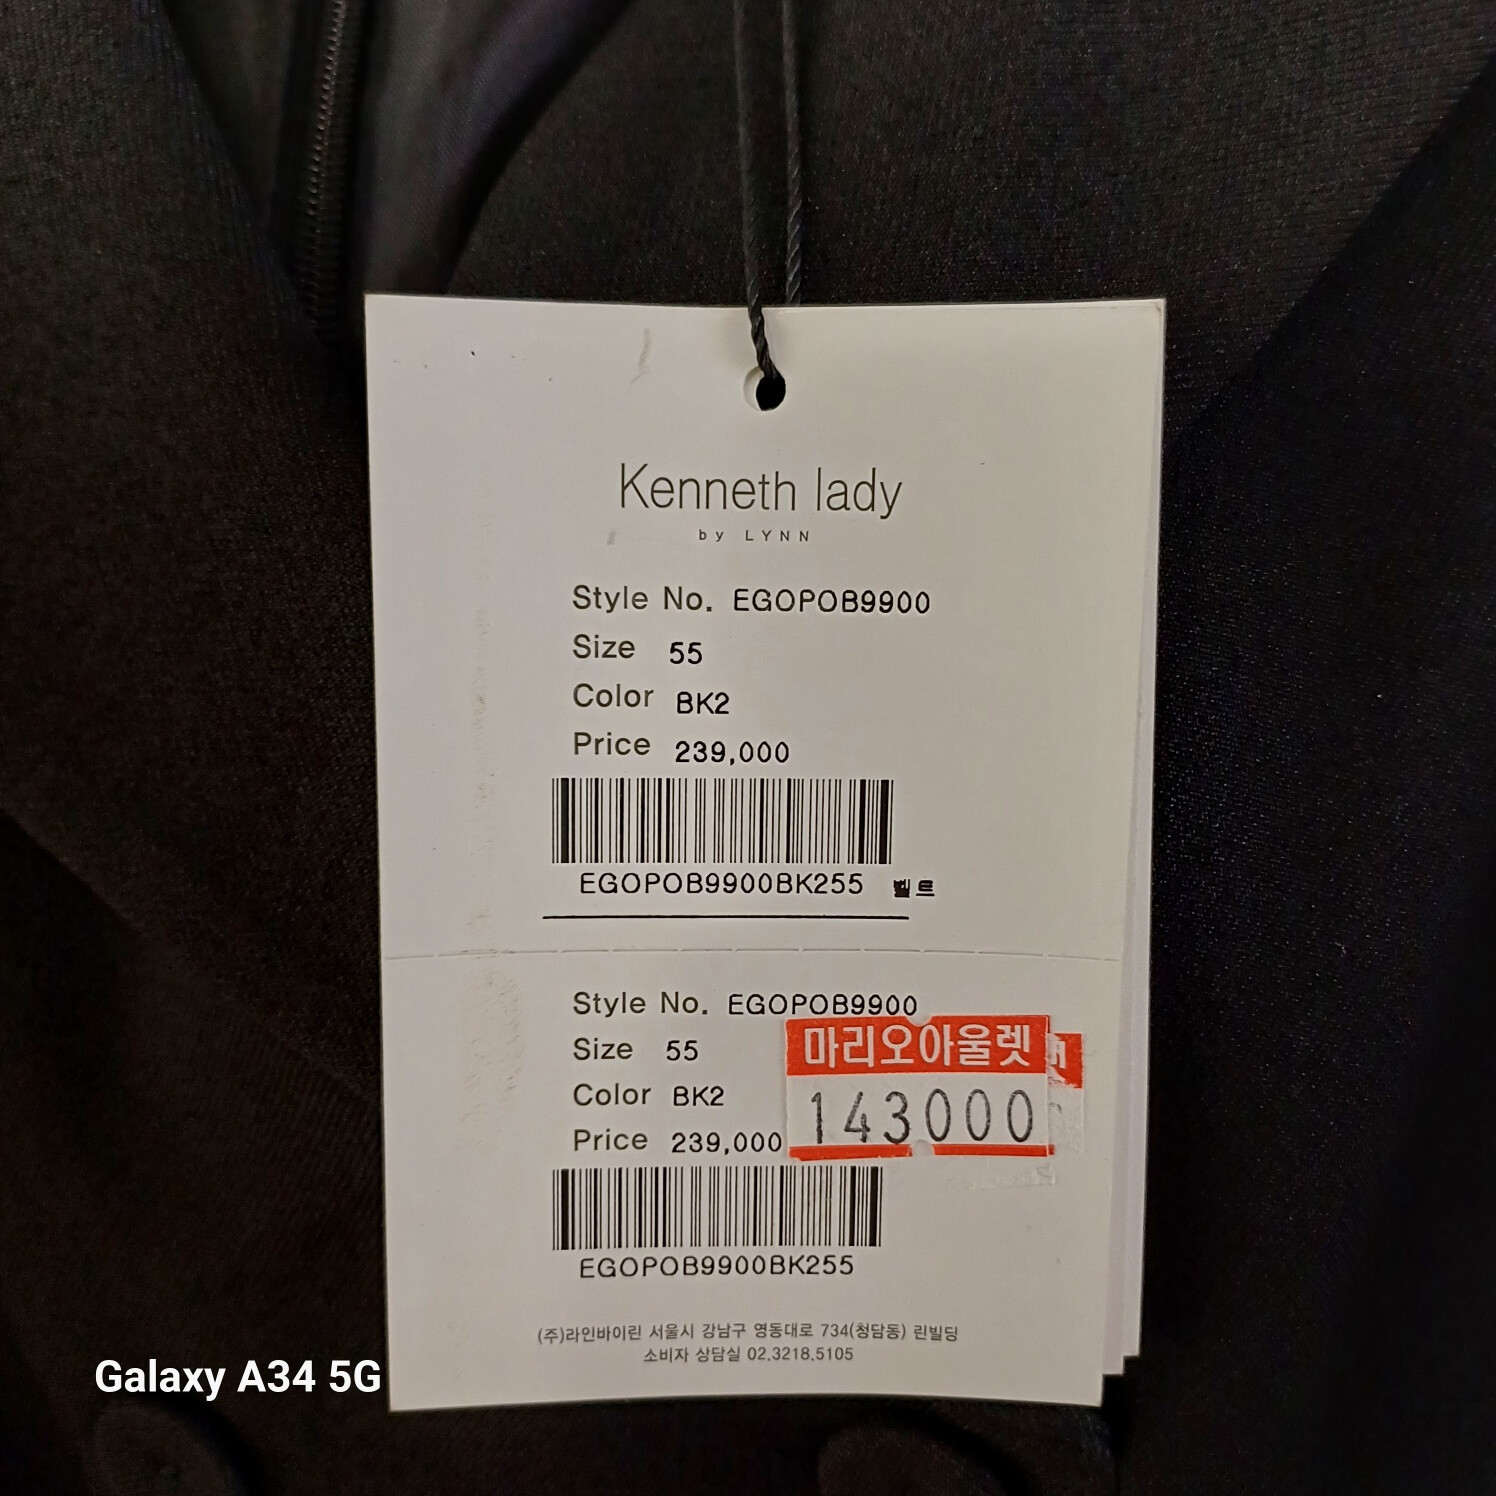 Kenneth lady
by LYNN
Style No. EGOPOB9900
Size 55
Color BK2
Price 239,000
EGOPOB9900BK255 벨트
Style No. EGOPOB9900
Size 55
Color BK2
Price 239,000
마리오아울렛
143000
EGOPOB9900BK255
(주)라인바이린 서울시 강남구 영동대로 734(청담동) 린빌딩
소비자 상담실 02.3218.5105
Galaxy A34 5G